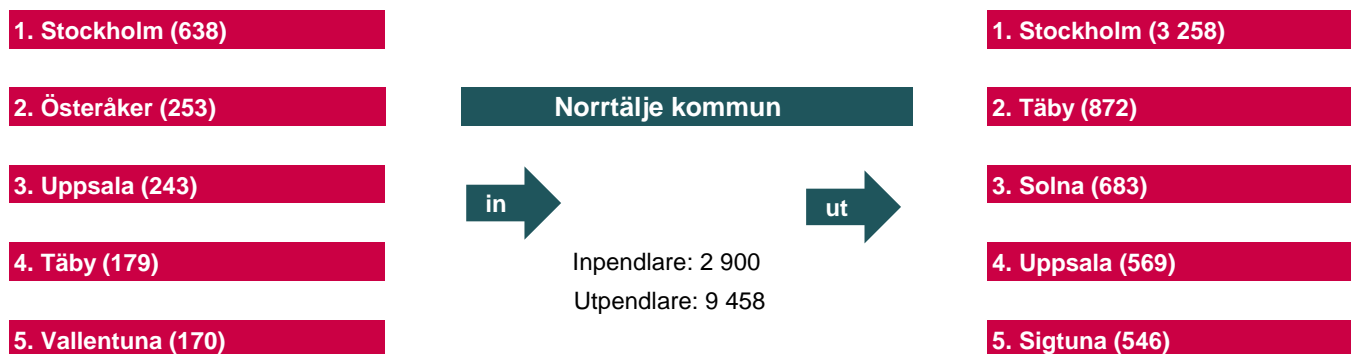 1. Stockholm (638)
2. Österåker (253)
3. Uppsala (243)
4. Täby (179)
5. Vallentuna (170)
Norrtälje kommun
in
ut
Inpendlare: 2 900
Utpendlare: 9 458
1. Stockholm (3 258)
2. Täby (872)
3. Solna (683)
4. Uppsala (569)
5. Sigtuna (546)